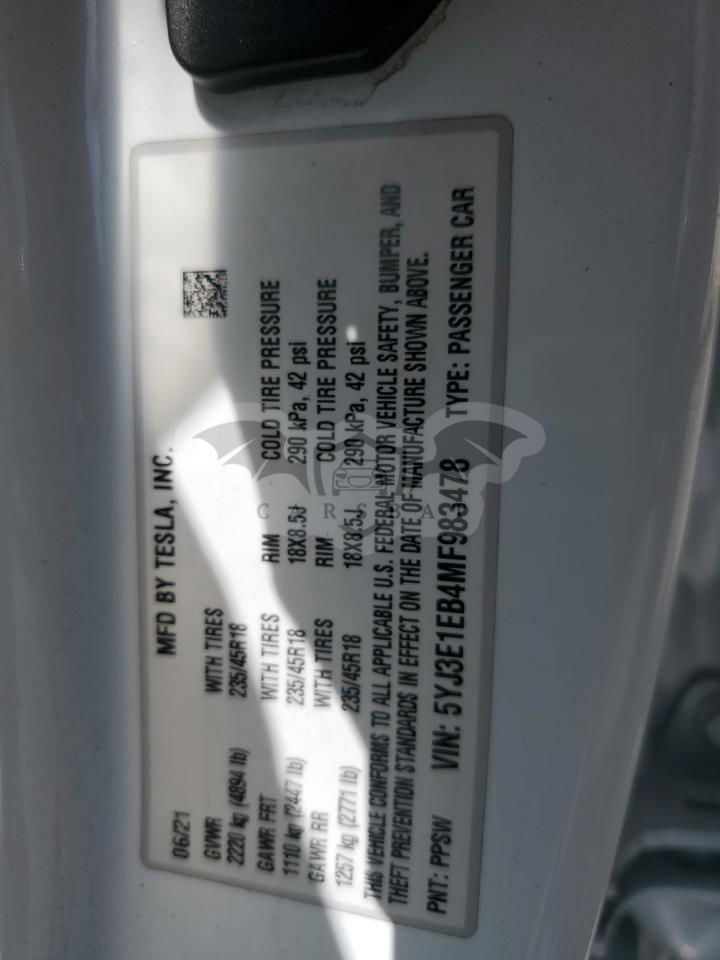 06/21 MFD BY TESLA, INC.
GVWR WITH TIRES RIM COLD TIRE PRESSURE
2220 kg (4894 lb) 235/45R18 18X8.5J 290 kPa, 42 psi
GAWR FRT WITH TIRES RIM COLD TIRE PRESSURE
1110 kg (2447 lb) 235/45R18 18X8.5J 290 kPa, 42 psi
GAWR RR WITH TIRES
1257 kg (2771 lb) 235/45R18
THIS VEHICLE CONFORMS TO ALL APPLICABLE U.S. FEDERAL MOTOR VEHICLE SAFETY, BUMPER, AND
THEFT PREVENTION STANDARDS IN EFFECT ON THE DATE OF MANUFACTURE SHOWN ABOVE.
PNT: PPSW VIN: 5YJ3E1EB4MF983478 TYPE: PASSENGER CAR